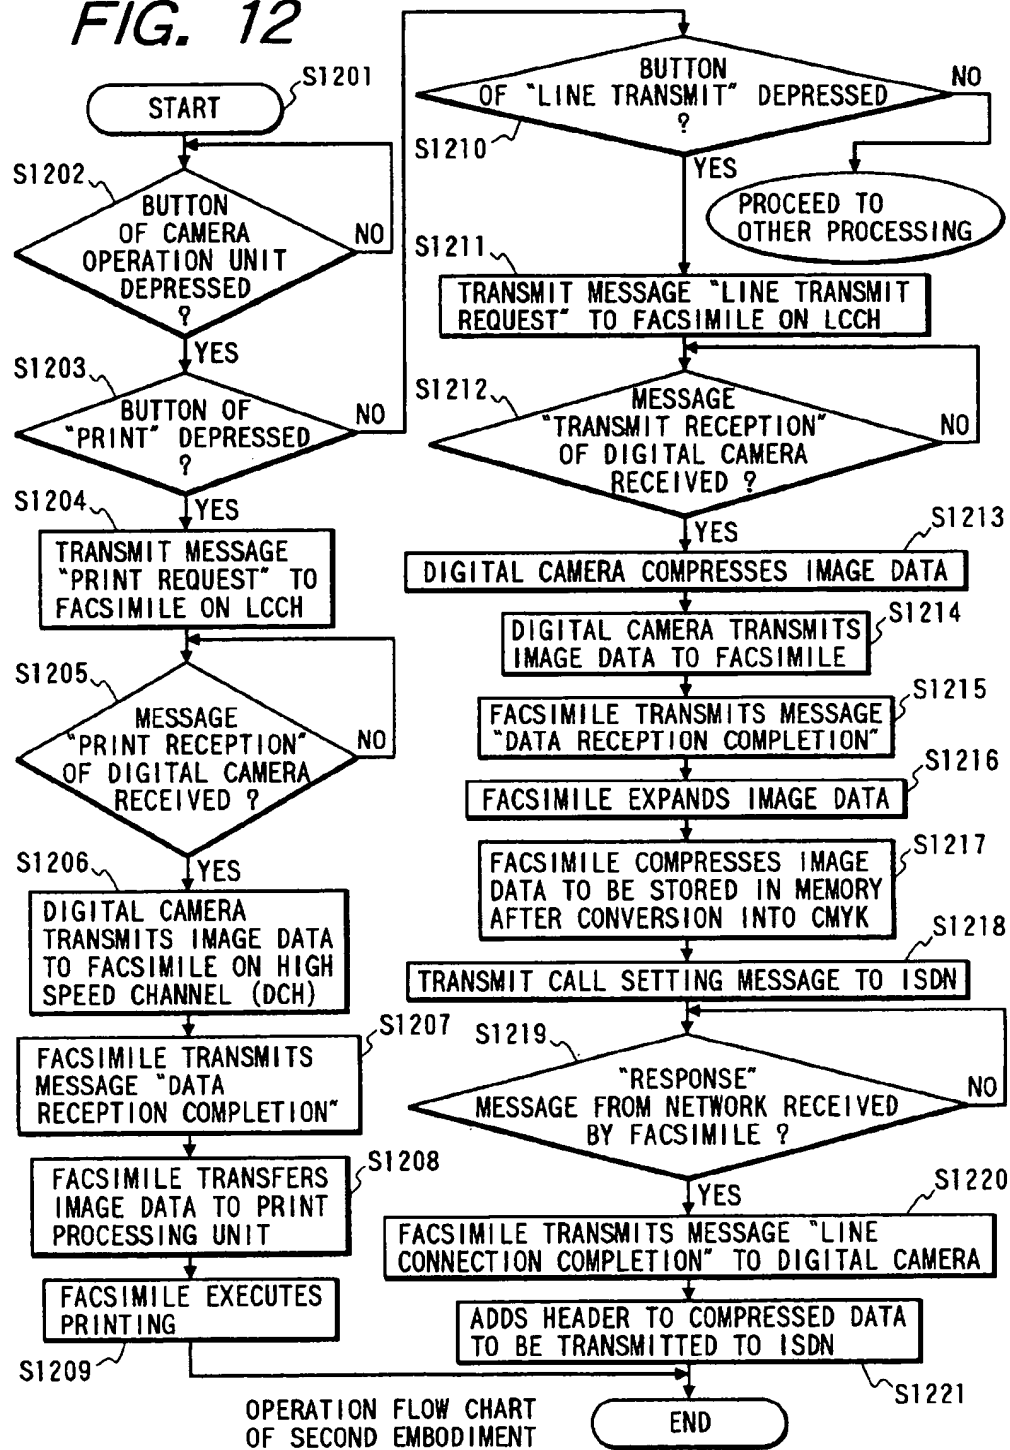 FIG. 12
S1201
START
S1202
BUTTON
OF CAMERA
OPERATION UNIT
DEPRESSED
?
NO
YES
S1203
BUTTON OF
“PRINT” DEPRESSED
?
NO
YES
S1204
TRANSMIT MESSAGE
“PRINT REQUEST” TO
FACSIMILE ON LCCH
S1205
MESSAGE
“PRINT RECEPTION”
OF DIGITAL CAMERA
RECEIVED ?
NO
YES
S1206
DIGITAL CAMERA
TRANSMITS IMAGE DATA
TO FACSIMILE ON HIGH
SPEED CHANNEL (DCH)
S1207
FACSIMILE TRANSMITS
MESSAGE “DATA
RECEPTION COMPLETION”
S1208
FACSIMILE TRANSFERS
IMAGE DATA TO PRINT
PROCESSING UNIT
FACSIMILE EXECUTES
PRINTING
S1209
BUTTON
OF “LINE TRANSMIT” DEPRESSED
?
NO
S1210
YES
PROCEED TO
OTHER PROCESSING
S1211
TRANSMIT MESSAGE “LINE TRANSMIT
REQUEST” TO FACSIMILE ON LCCH
S1212
MESSAGE
“TRANSMIT RECEPTION”
OF DIGITAL CAMERA
RECEIVED ?
NO
YES
S1213
DIGITAL CAMERA COMPRESSES IMAGE DATA
S1214
DIGITAL CAMERA TRANSMITS
IMAGE DATA TO FACSIMILE
S1215
FACSIMILE TRANSMITS MESSAGE
“DATA RECEPTION COMPLETION”
S1216
FACSIMILE EXPANDS IMAGE DATA
S1217
FACSIMILE COMPRESSES IMAGE
DATA TO BE STORED IN MEMORY
AFTER CONVERSION INTO CMYK
S1218
TRANSMIT CALL SETTING MESSAGE TO ISDN
S1219
“RESPONSE”
MESSAGE FROM NETWORK RECEIVED
BY FACSIMILE ?
NO
YES
S1220
FACSIMILE TRANSMITS MESSAGE “LINE
CONNECTION COMPLETION” TO DIGITAL CAMERA
ADDS HEADER TO COMPRESSED DATA
TO BE TRANSMITTED TO ISDN
S1221
END
OPERATION FLOW CHART
OF SECOND EMBODIMENT